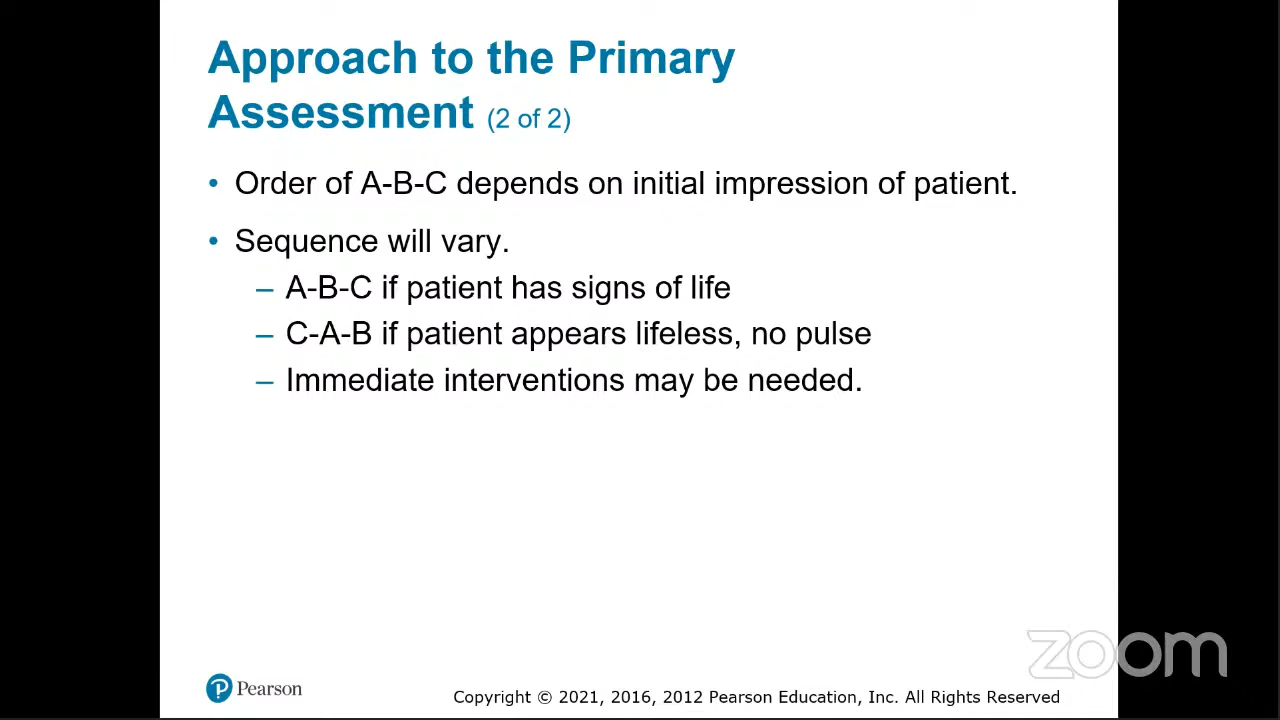 Approach to the Primary
Assessment (2 of 2)
• Order of A-B-C depends on initial impression of patient.
• Sequence will vary.
– A-B-C if patient has signs of life
– C-A-B if patient appears lifeless, no pulse
– Immediate interventions may be needed.
zoom
P Pearson
Copyright © 2021, 2016, 2012 Pearson Education, Inc. All Rights Reserved